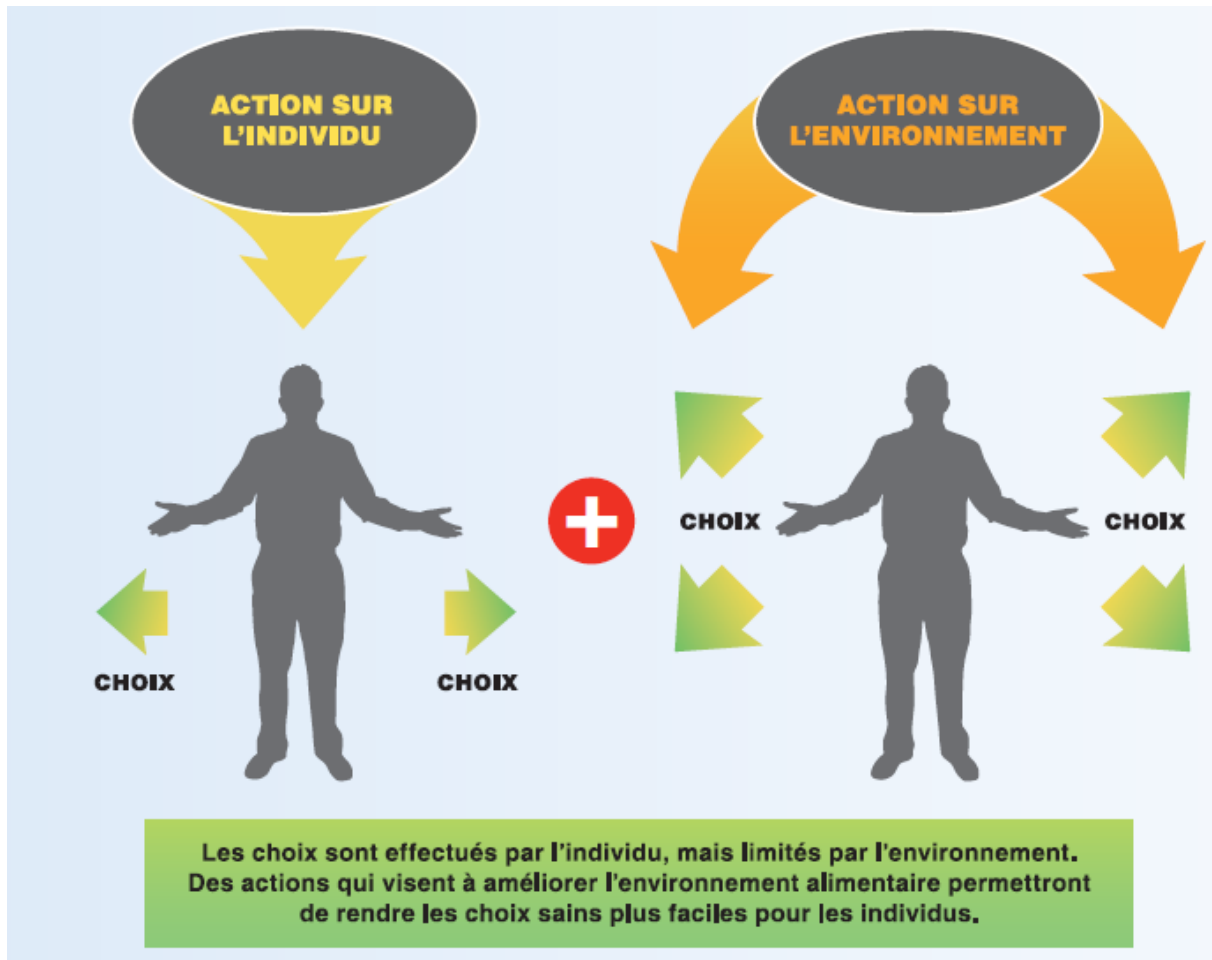 ACTION SUR
L'INDIVIDU
ACTION SUR
L'ENVIRONNEMENT
CHOIX
CHOIX
CHOIX
CHOIX
Les choix sont effectués par l'individu, mais limités par l'environnement.
Des actions qui visent à améliorer l'environnement alimentaire permettront
de rendre les choix sains plus faciles pour les individus.